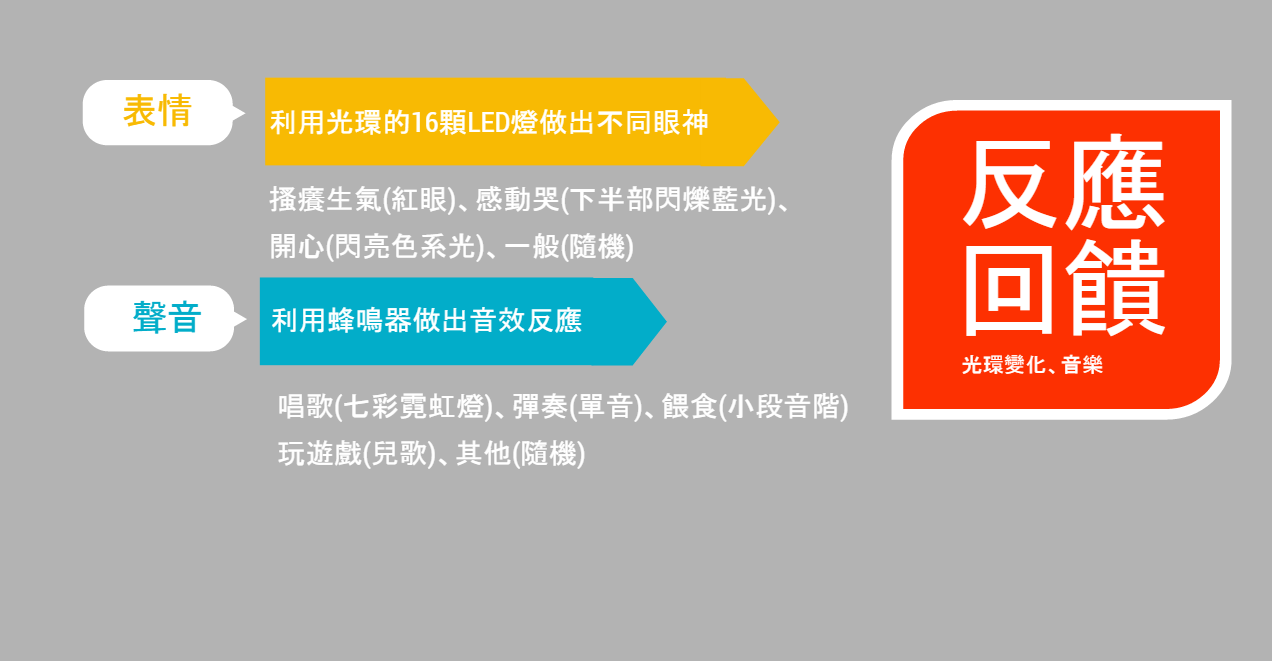 表情
利用光環的16顆LED燈做出不同眼神
搔癢生氣(紅眼)、感動哭(下半部閃爍藍光)、
開心(閃亮色系光)、一般(隨機)
聲音
利用蜂鳴器做出音效反應
唱歌(七彩霓虹燈)、彈奏(單音)、餵食(小段音階)
玩遊戲(兒歌)、其他(隨機)
反應
回饋
光環變化、音樂